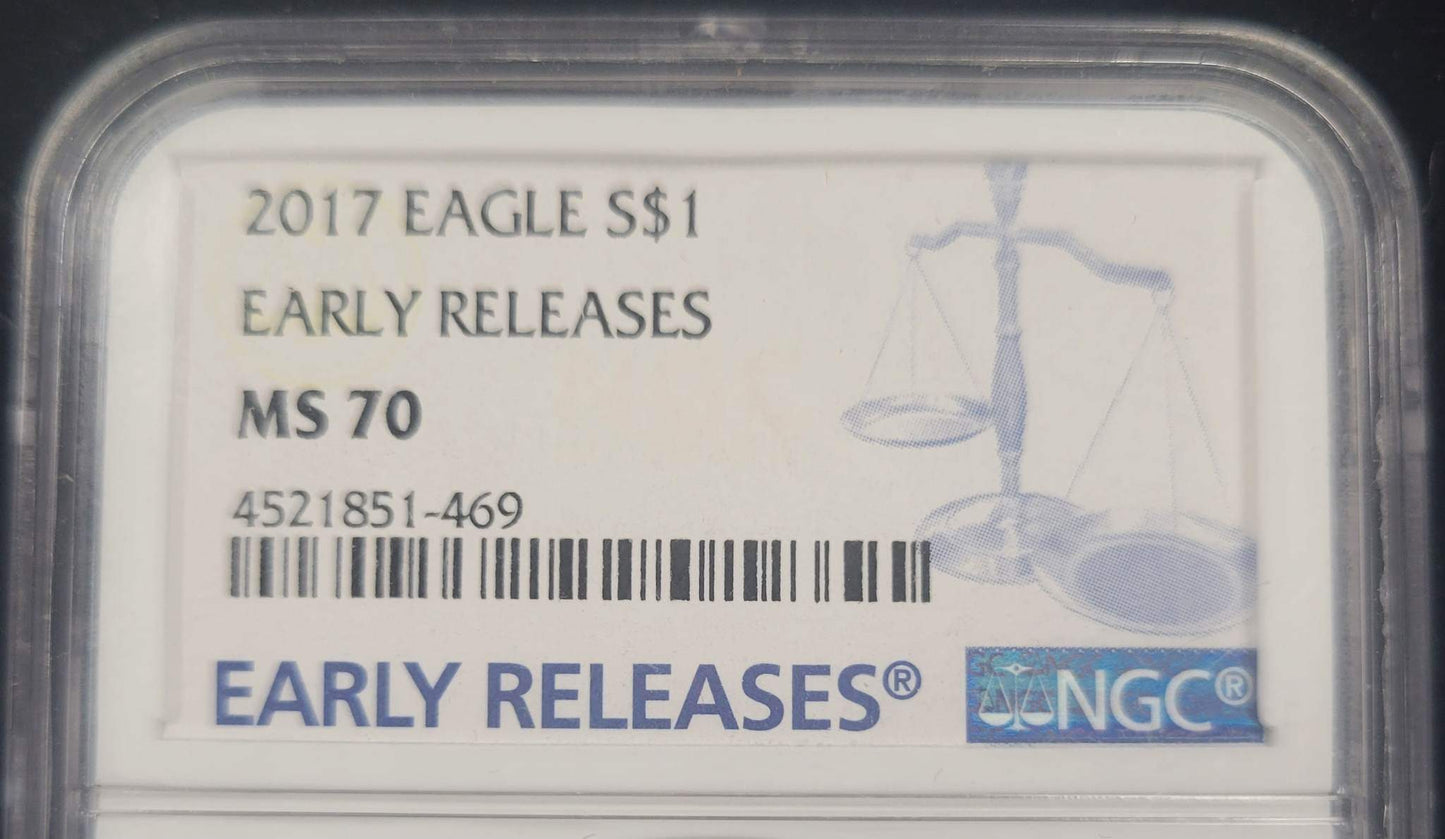 2017 EAGLE S$1
EARLY RELEASES
MS 70
4521851-469
EARLY RELEASES®
NGC®